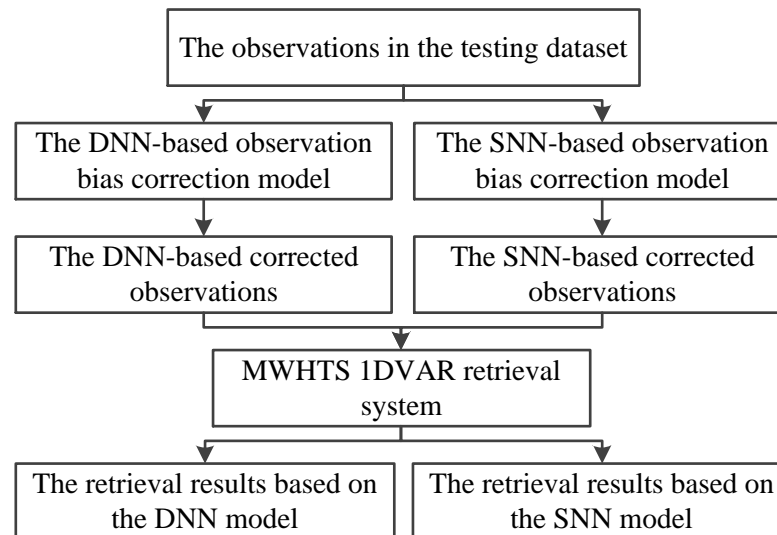 The observations in the testing dataset
The DNN-based observation
bias correction model
The SNN-based observation
bias correction model
The DNN-based corrected
observations
The SNN-based corrected
observations
MWHTS 1DVAR retrieval
system
The retrieval results based on
the DNN model
The retrieval results based on
the SNN model